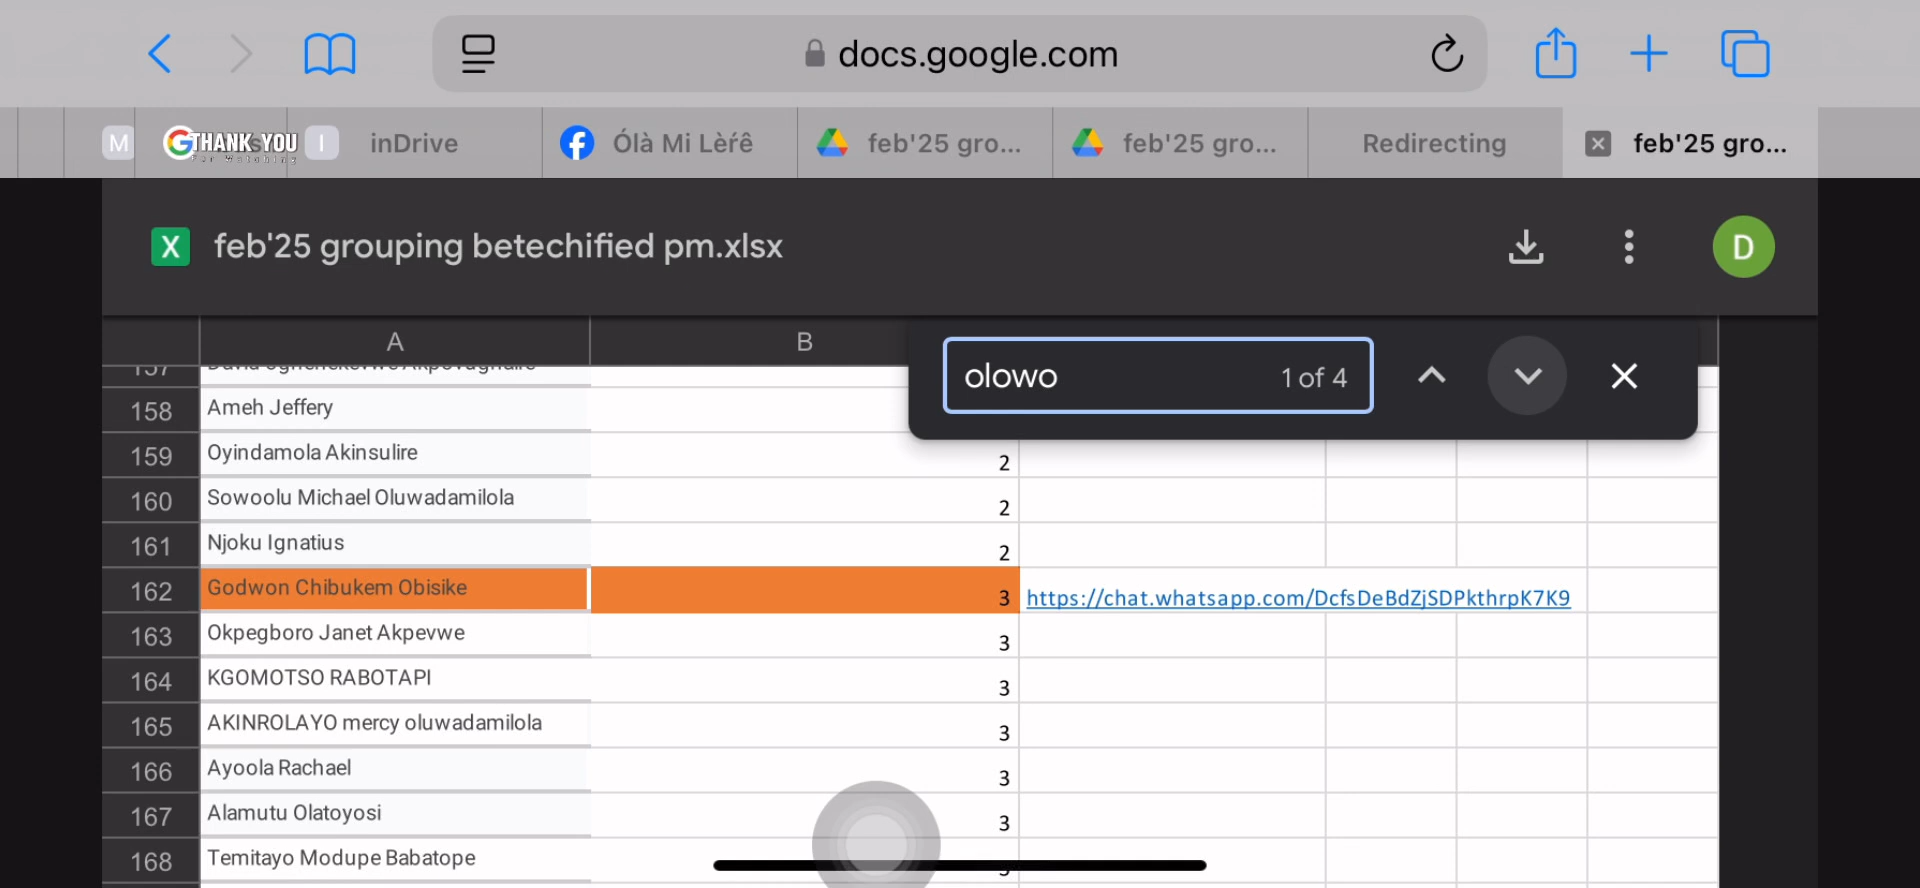 docs.google.com
M
THANK YOU
For Watching
I
inDrive
Ólà Mi Lèŕê
feb'25 gro...
feb'25 gro...
Redirecting
feb'25 gro...
X
feb'25 grouping betechified pm.xlsx
D
A
B
olowo
1 of 4
157
158 Ameh Jeffery
159 Oyindamola Akinsulire 2
160 Sowoolu Michael Oluwadamilola 2
161 Njoku Ignatius 2
162 Godwon Chibukem Obisike 3 https://chat.whatsapp.com/DcfsDeBdZjSDPkthrpK7K9
163 Okpegboro Janet Akpevwe 3
164 KGOMOTSO RABOTAPI 3
165 AKINROLAYO mercy oluwadamilola 3
166 Ayoola Rachael 3
167 Alamutu Olatoyosi 3
168 Temitayo Modupe Babatope